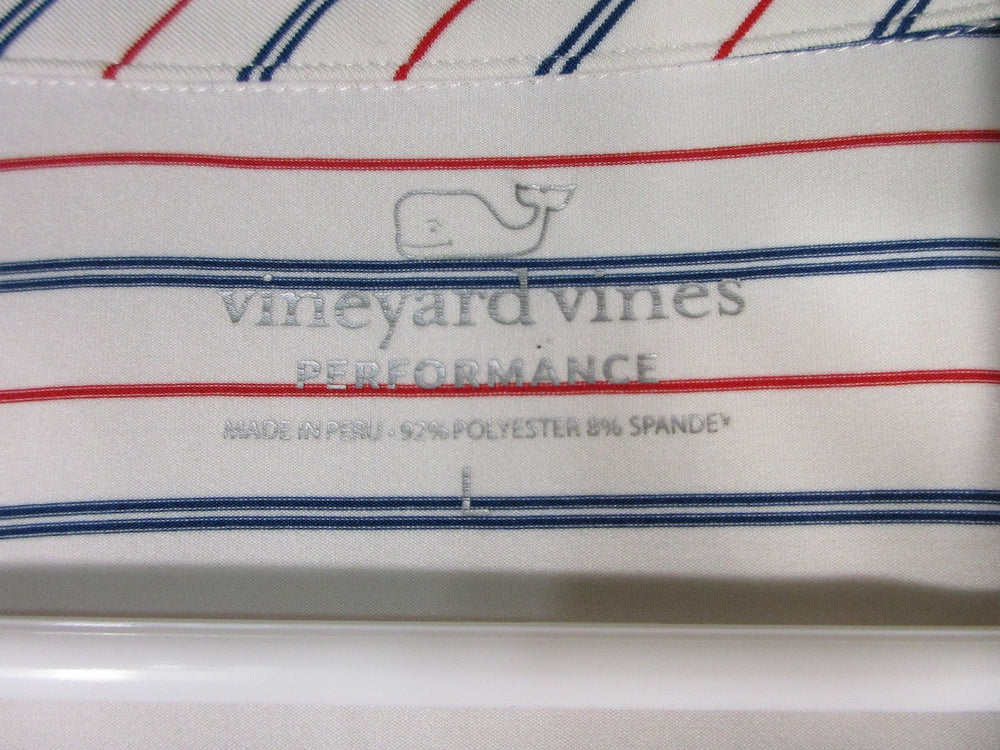 vineyard vines
PERFORMANCE
MADE IN PERU - 92% POLYESTER 8% SPANDEX
L